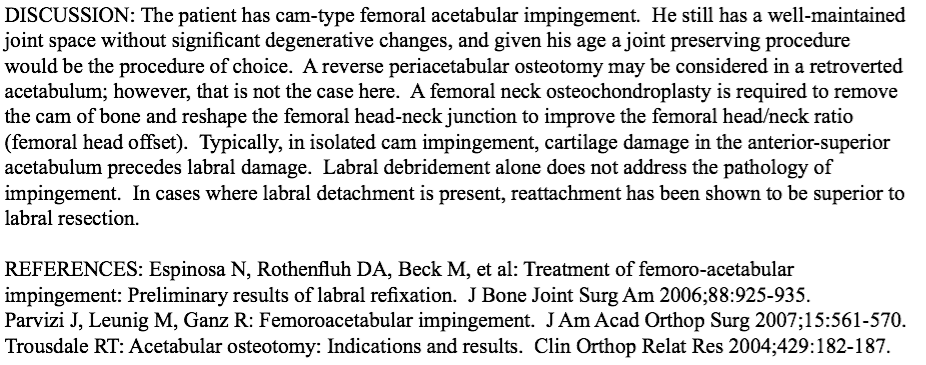 DISCUSSION: The patient has cam-type femoral acetabular impingement.  He still has a well-maintained
joint space without significant degenerative changes, and given his age a joint preserving procedure
would be the procedure of choice.  A reverse periacetabular osteotomy may be considered in a retroverted
acetabulum; however, that is not the case here.  A femoral neck osteochondroplasty is required to remove
the cam of bone and reshape the femoral head-neck junction to improve the femoral head/neck ratio
(femoral head offset).  Typically, in isolated cam impingement, cartilage damage in the anterior-superior
acetabulum precedes labral damage.  Labral debridement alone does not address the pathology of
impingement.  In cases where labral detachment is present, reattachment has been shown to be superior to
labral resection.

REFERENCES: Espinosa N, Rothenfluh DA, Beck M, et al: Treatment of femoro-acetabular
impingement: Preliminary results of labral refixation.  J Bone Joint Surg Am 2006;88:925-935.
Parvizi J, Leunig M, Ganz R: Femoroacetabular impingement.  J Am Acad Orthop Surg 2007;15:561-570.
Trousdale RT: Acetabular osteotomy: Indications and results.  Clin Orthop Relat Res 2004;429:182-187.